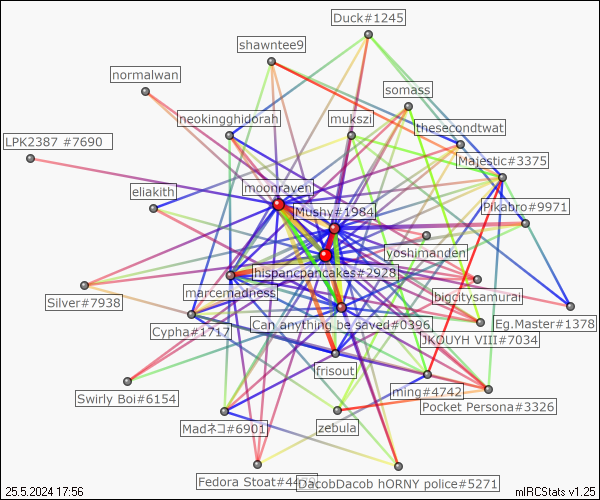 Duck#1245
shawntee9
normalwan
somass
neokingghidorah
mukszi
thesecondtwat
LPK2387 #7690
Majestic#3375
eliakith
moonraven
Mushy#1984
Pikabro#9971
yoshimanden
hispancpancakes#2928
marcemadness
bigcitysamurai
Silver#7938
Cypha#1717
Can anything be saved#0396
Eg.Master#1378
JKOUYH VIII#7034
frisout
ming#4742
Swirly Boi#6154
Pocket Persona#3326
Madネコ#6901
zebula
Fedora Stoat#44
DacobDacob hORNY police#5271
25.5.2024 17:56
mIRCStats v1.25